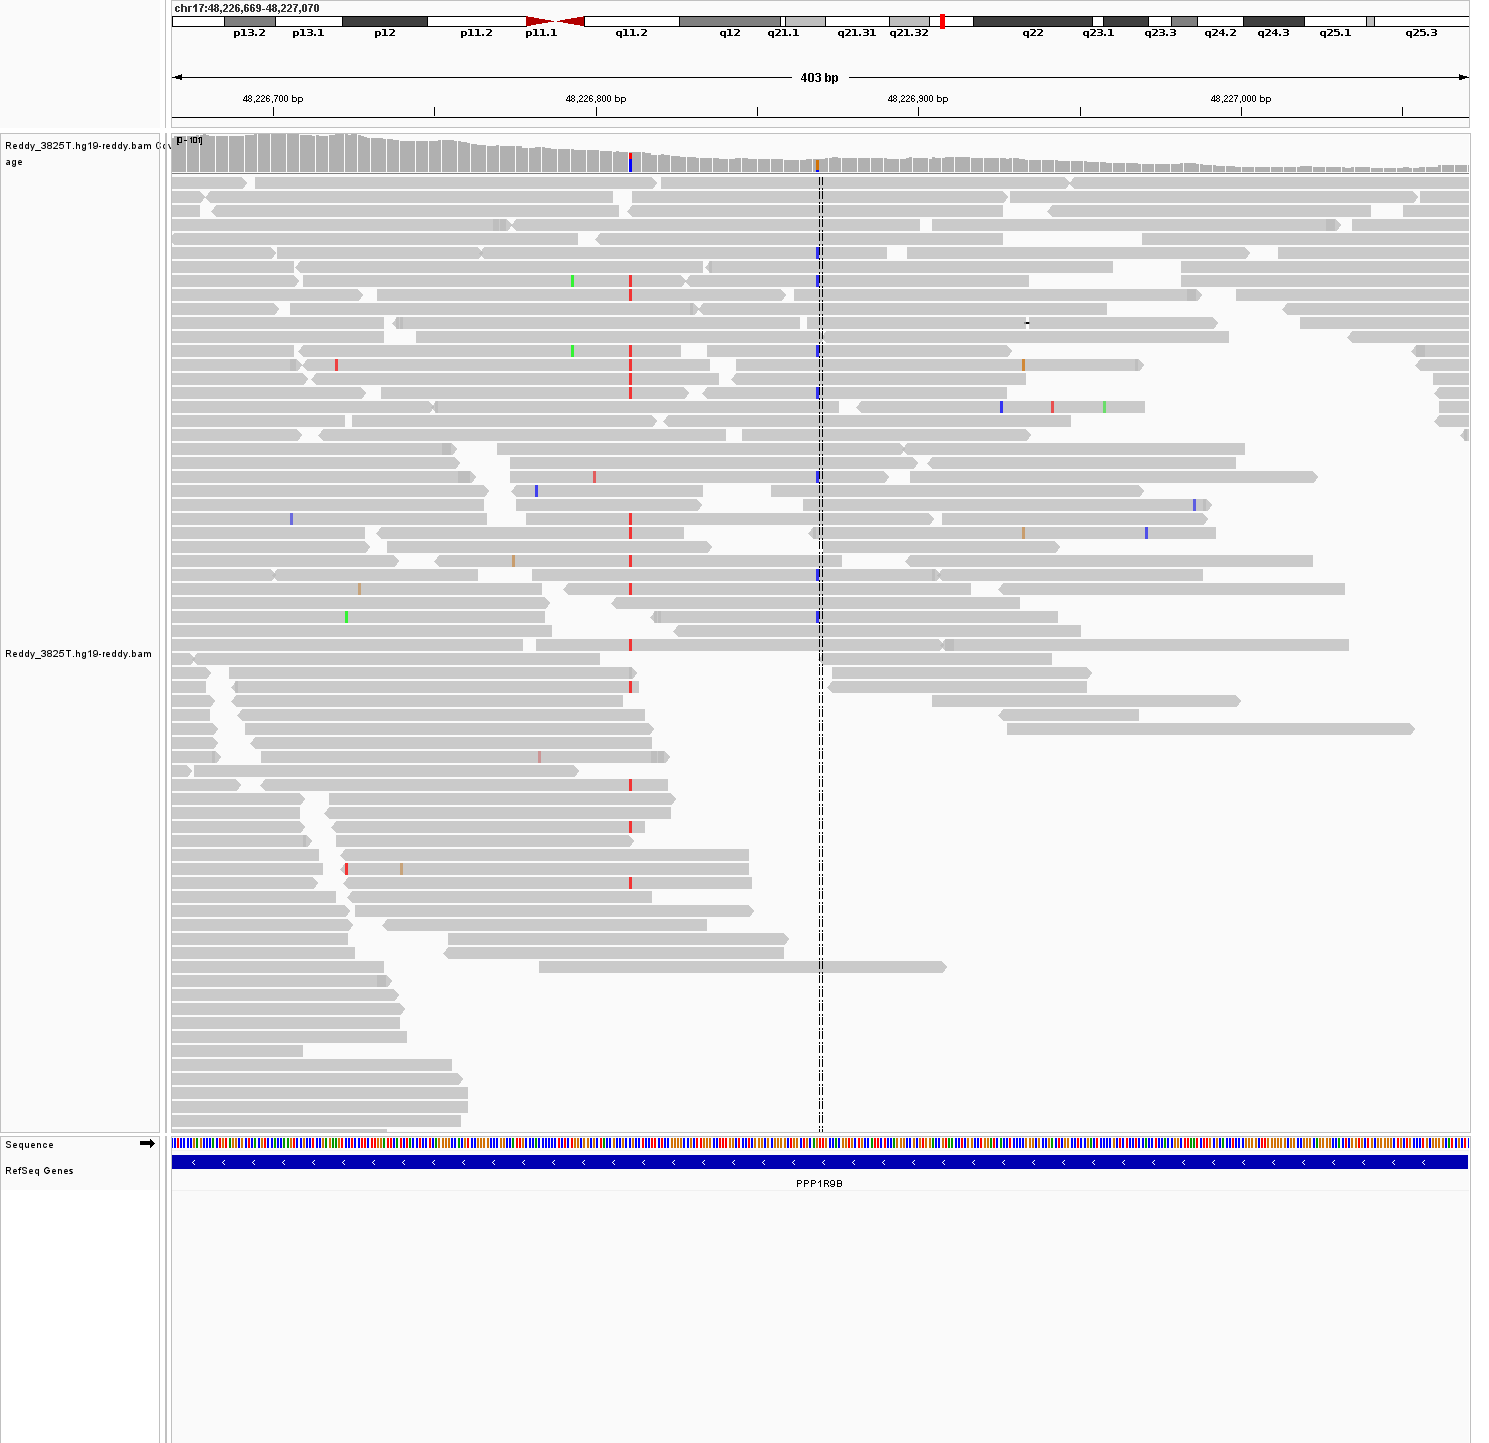 chr17:48,226,669-48,227,070
p13.2 p13.1 p12 p11.2 p11.1 q11.2 q12 q21.1 q21.31 q21.32 q22 q23.1 q23.3 q24.2 q24.3 q25.1 q25.3
403 bp
48,226,700 bp 48,226,800 bp 48,226,900 bp 48,227,000 bp
Reddy_3825T.hg19-reddy.bam Cov
age
[0 - 101]
Reddy_3825T.hg19-reddy.bam
Sequence
RefSeq Genes
PPP1R9B